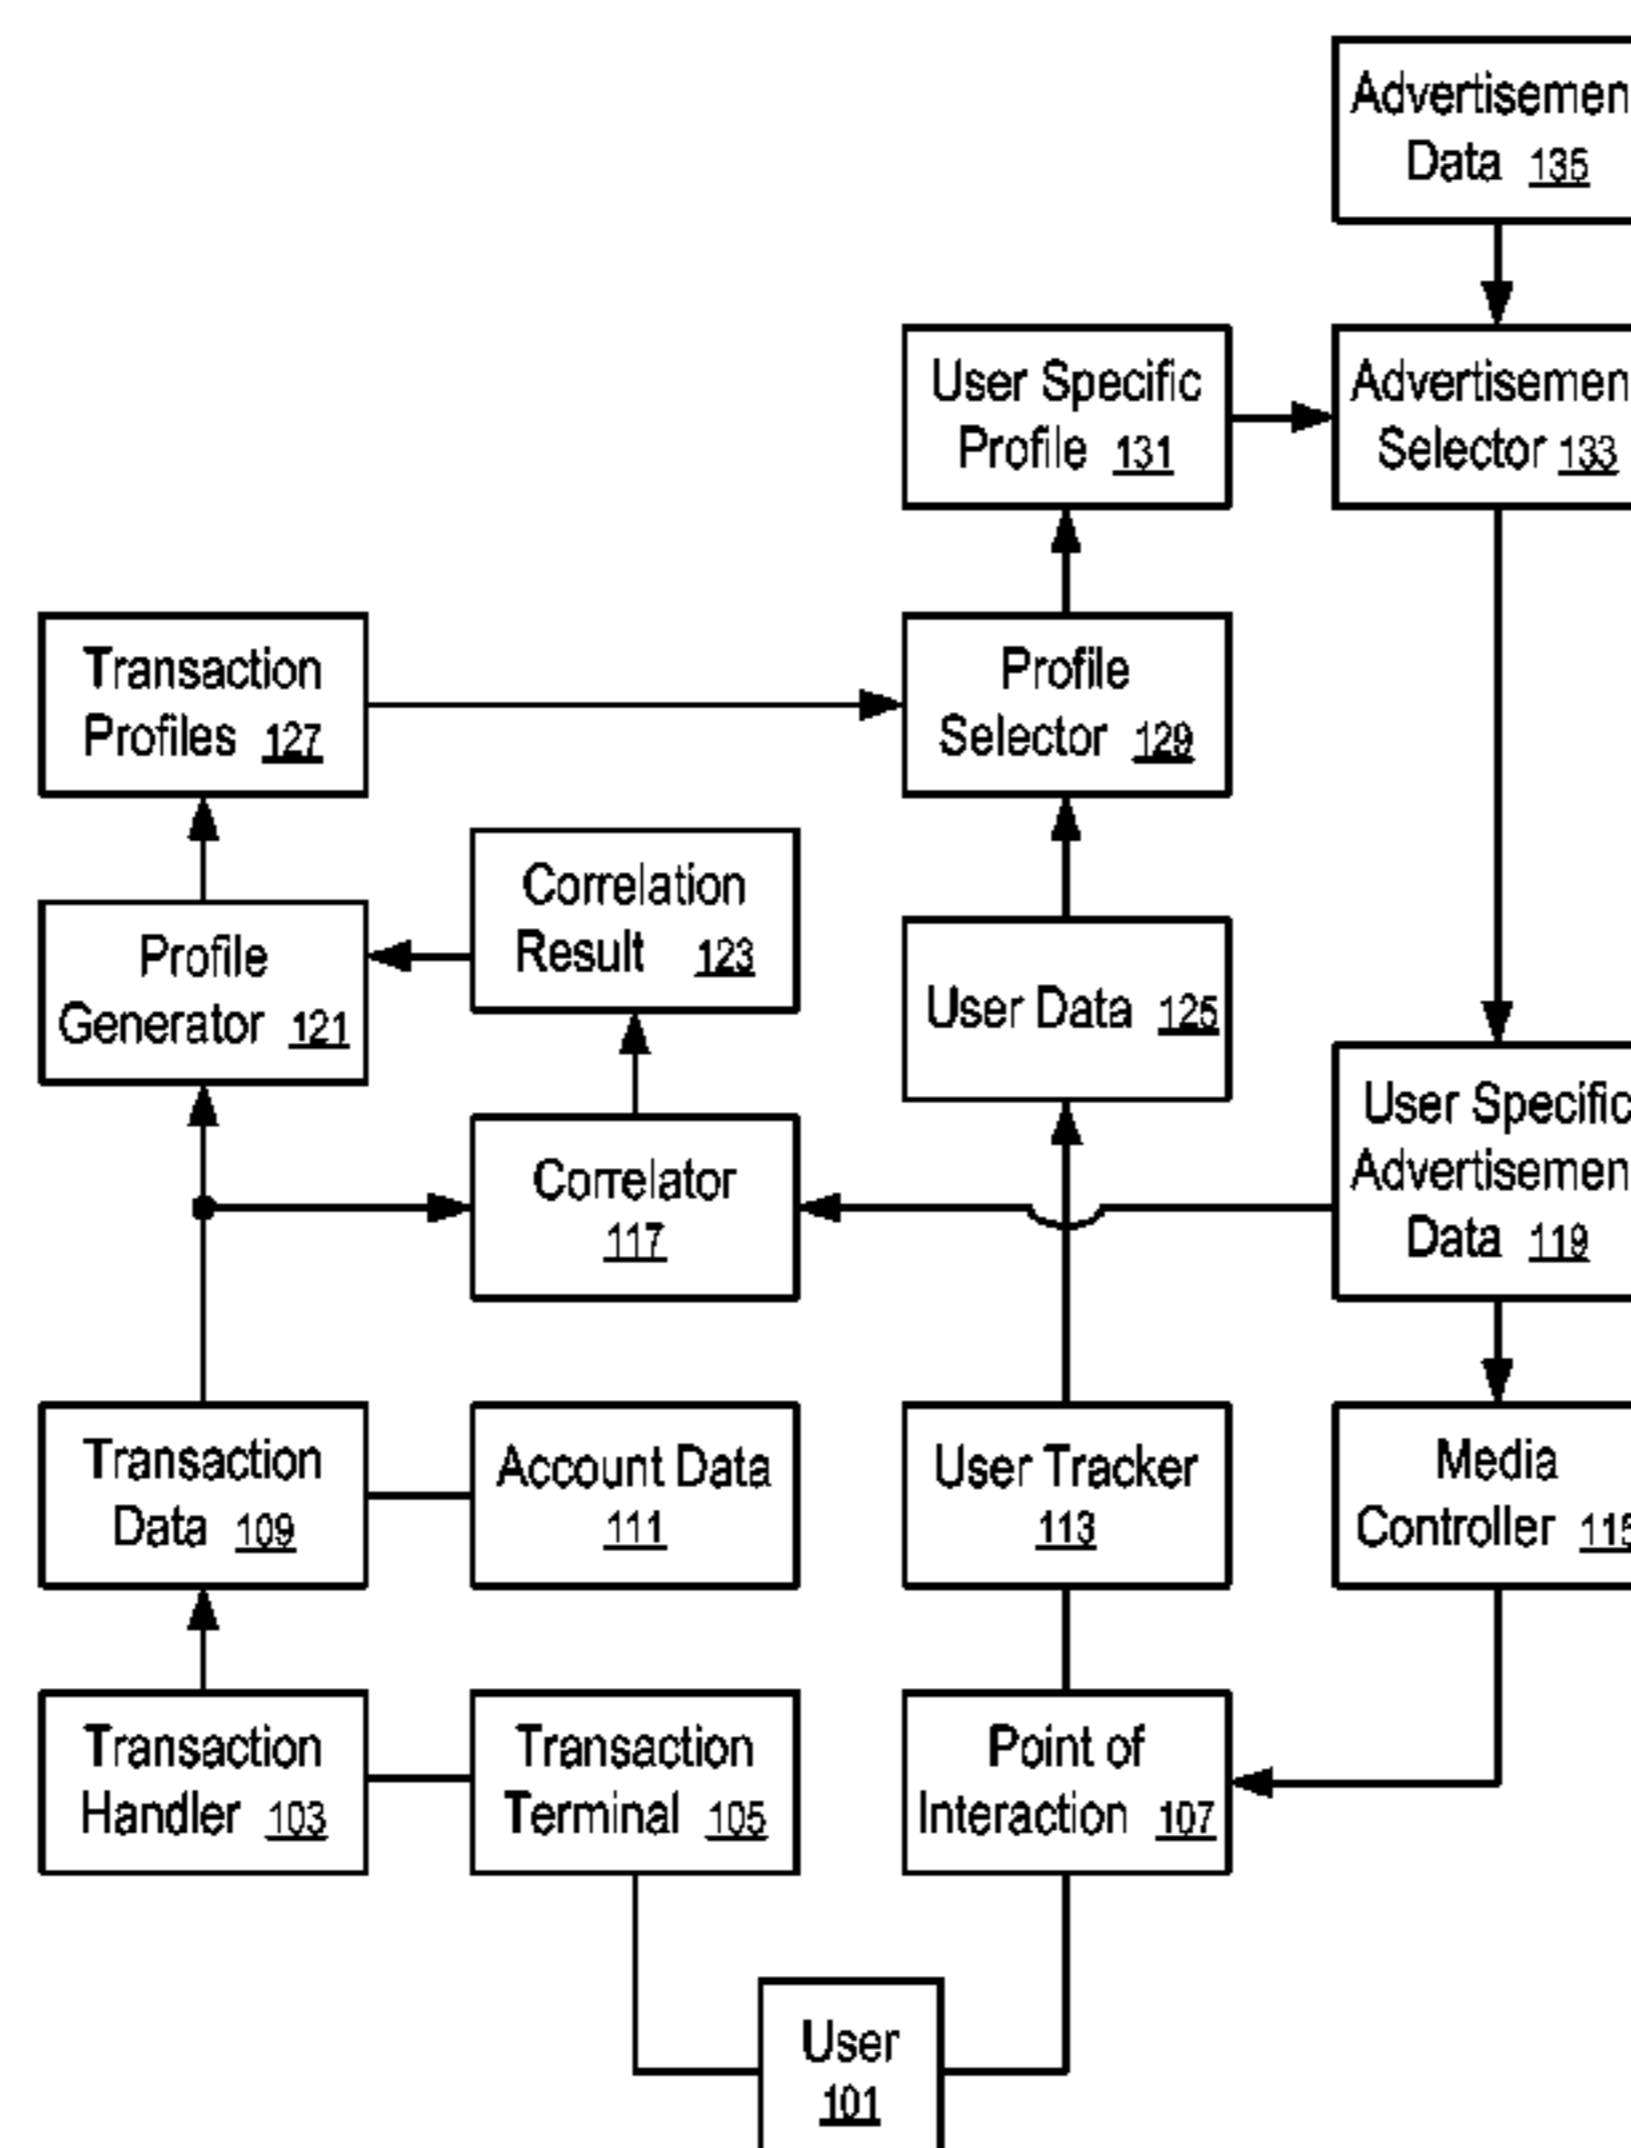 Advertisemen
Data 135
User Specific
Profile 131
Advertisemen
Selector 133
Transaction
Profiles 127
Profile
Selector 129
Correlation
Result 123
Profile
Generator 121
User Data 125
User Specific
Advertisemen
Data 119
Correlator
117
Transaction
Data 109
Account Data
111
User Tracker
113
Media
Controller 115
Transaction
Handler 103
Transaction
Terminal 105
Point of
Interaction 107
User
101